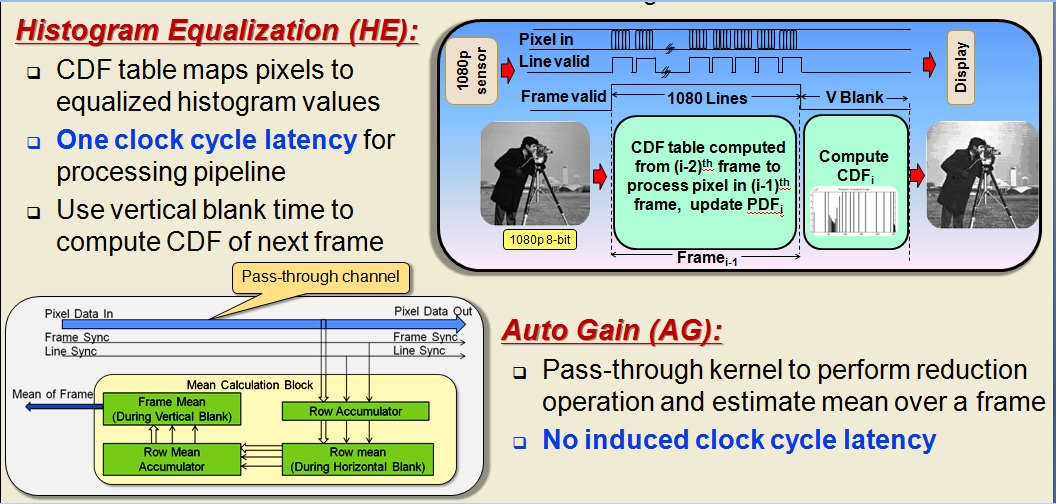 Histogram Equalization (HE):
CDF table maps pixels to
equalized histogram values
One clock cycle latency for
processing pipeline
Use vertical blank time to
compute CDF of next frame
1080p
sensor
Pixel in
Line valid
Frame valid
1080 Lines
V Blank
Display
CDF table computed
from (i-2)th frame to
process pixel in (i-1)th
frame, update PDFi
Compute
CDFi
1080p 8-bit
Framei-1
Pass-through channel
Pixel Data In
Pixel Data Out
Frame Sync
Frame Sync
Line Sync
Line Sync
Mean of Frame
Mean Calculation Block
Frame Mean
(During Vertical Blank)
Row Accumulator
Row Mean
Accumulator
Row mean
(During Horizontal Blank)
Auto Gain (AG):
Pass-through kernel to perform reduction
operation and estimate mean over a frame
No induced clock cycle latency